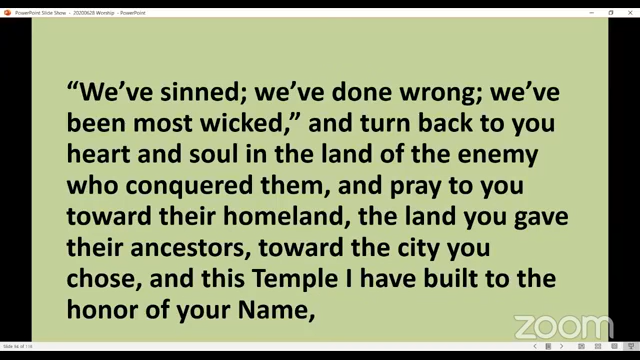 PowerPoint Slide Show - 20200628 Worship - PowerPoint
“We’ve sinned; we’ve done wrong; we’ve
been most wicked,” and turn back to you
heart and soul in the land of the enemy
who conquered them, and pray to you
toward their homeland, the land you gave
their ancestors, toward the city you
chose, and this Temple I have built to the
honor of your Name,
zoom